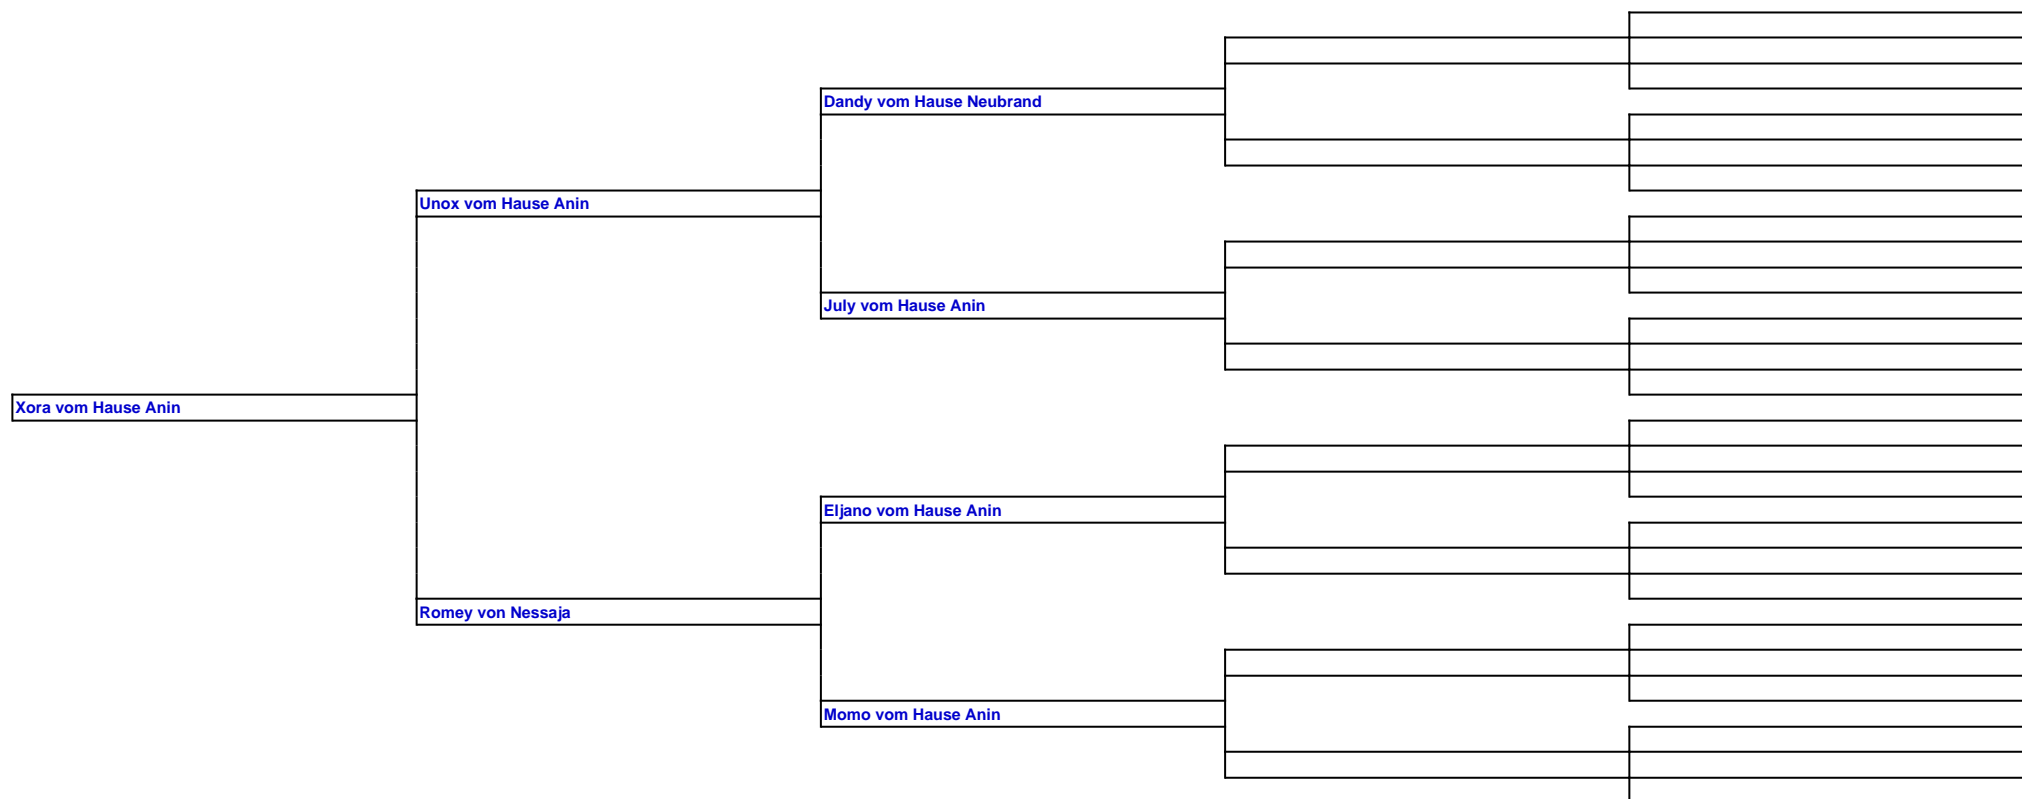 Dandy vom Hause Neubrand
Unox vom Hause Anin
July vom Hause Anin
Xora vom Hause Anin
Eljano vom Hause Anin
Romey von Nessaja
Momo vom Hause Anin